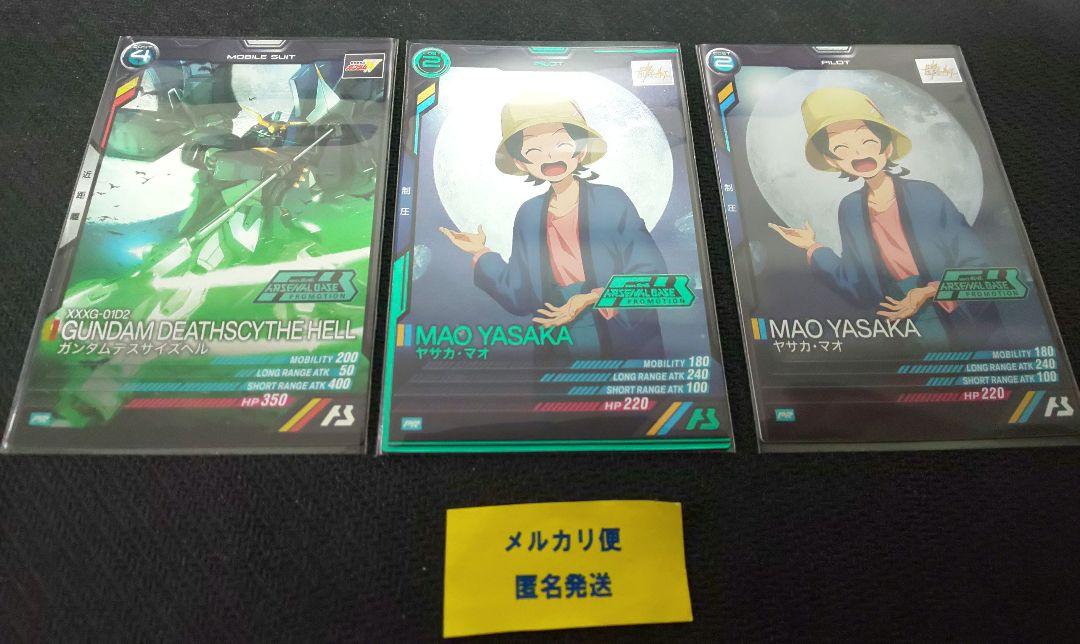 COST
4
MOBILE SUIT
近距離
ARSENAL BASE
PROMOTION
XXXG-01D2
GUNDAM DEATHSCYTHE HELL
ガンダムデスサイズヘル
MOBILITY 200
LONG RANGE ATK 50
SHORT RANGE ATK 400
HP 350
PR
COST
2
PILOT
制圧
ARSENAL BASE
PROMOTION
MAO YASAKA
ヤサカ・マオ
MOBILITY 180
LONG RANGE ATK 240
SHORT RANGE ATK 100
HP 220
PR
COST
2
PILOT
制圧
ARSENAL BASE
PROMOTION
MAO YASAKA
ヤサカ・マオ
MOBILITY 180
LONG RANGE ATK 240
SHORT RANGE ATK 100
HP 220
PR
メルカリ便
匿名発送